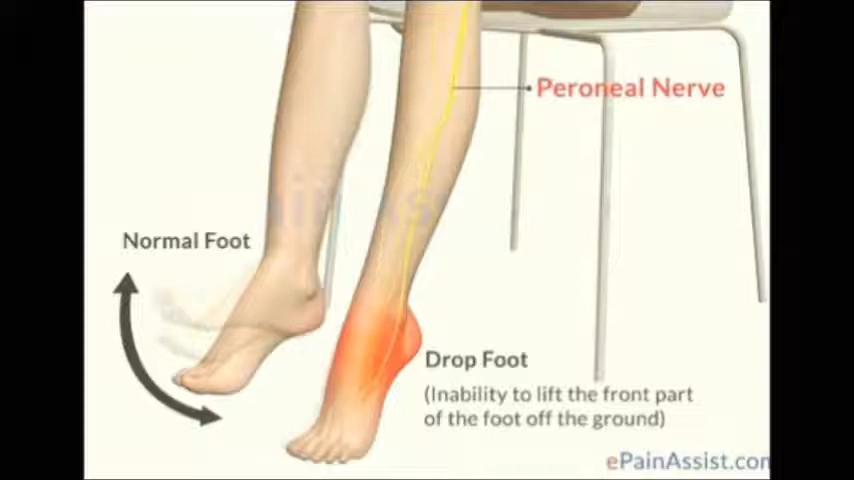 Peroneal Nerve
Normal Foot
Drop Foot
(Inability to lift the front part
of the foot off the ground)
ePainAssist.com